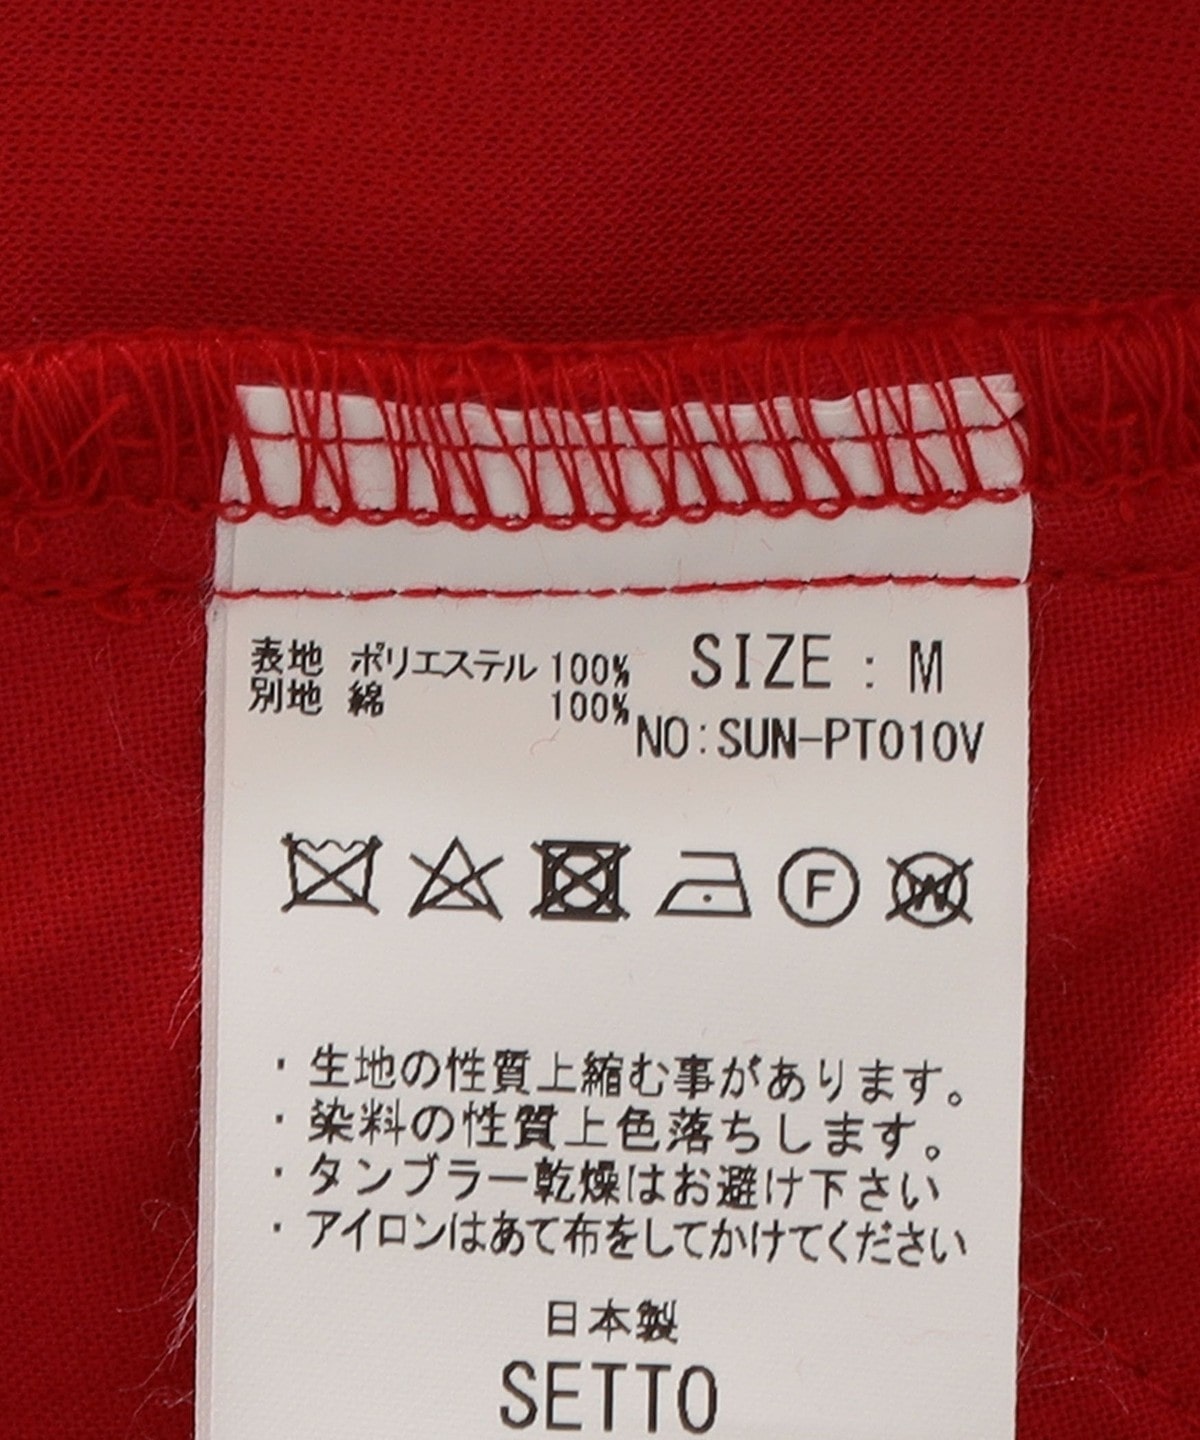 表地 ポリエステル 100%
別地 綿 100%
SIZE : M
NO:SUN-PT010V
F
W
・生地の性質上縮む事があります。
・染料の性質上色落ちします。
・タンブラー乾燥はお避け下さい
・アイロンはあて布をしてかけてください
日本製
SETTO